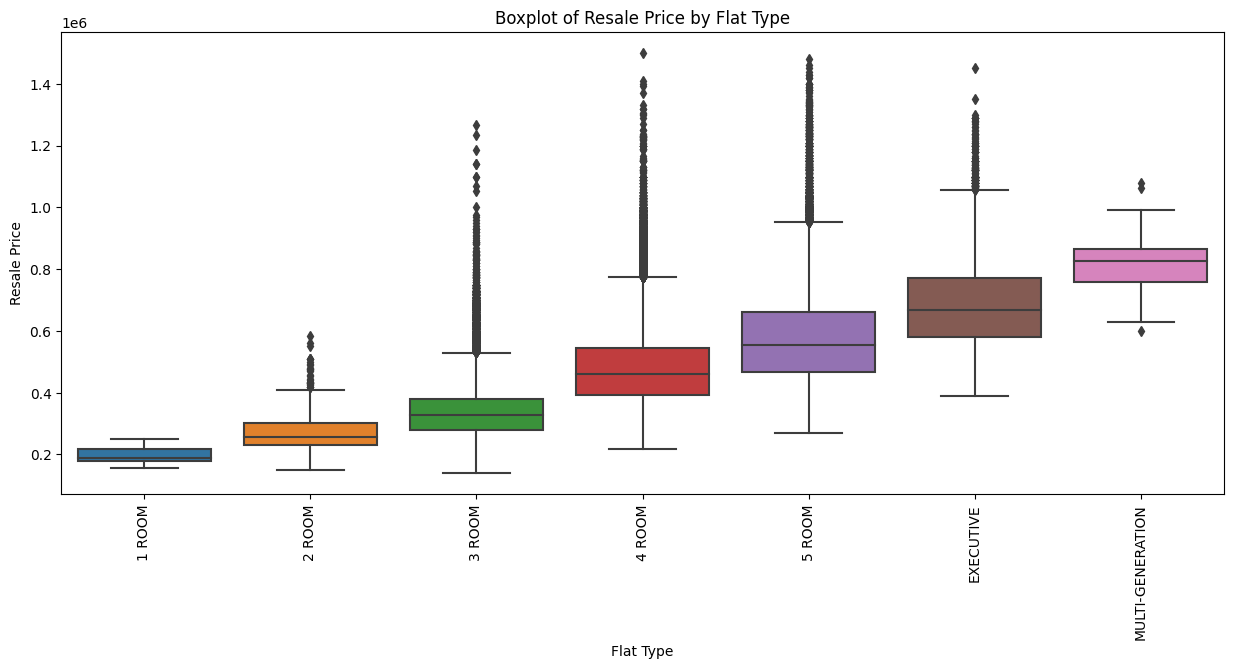 Boxplot of Resale Price by Flat Type
1e6
1.4
1.2
1.0
0.8
0.6
0.4
0.2
Resale Price
1 ROOM
2 ROOM
3 ROOM
4 ROOM
5 ROOM
EXECUTIVE
MULTI-GENERATION
Flat Type